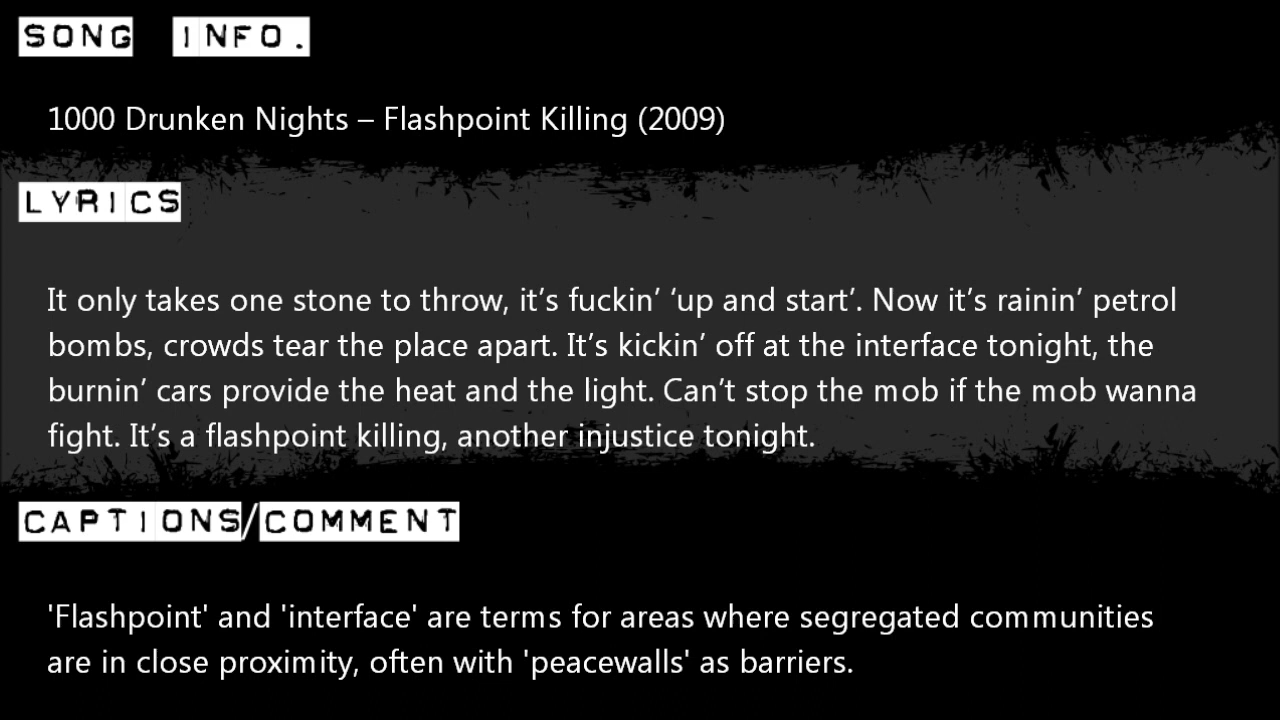 SONG INFO.
1000 Drunken Nights – Flashpoint Killing (2009)
LYRICS
It only takes one stone to throw, it’s fuckin’ ‘up and start’. Now it’s rainin’ petrol
bombs, crowds tear the place apart. It’s kickin’ off at the interface tonight, the
burnin’ cars provide the heat and the light. Can’t stop the mob if the mob wanna
fight. It’s a flashpoint killing, another injustice tonight.
CAPTIONS/COMMENT
'Flashpoint' and 'interface' are terms for areas where segregated communities
are in close proximity, often with 'peacewalls' as barriers.